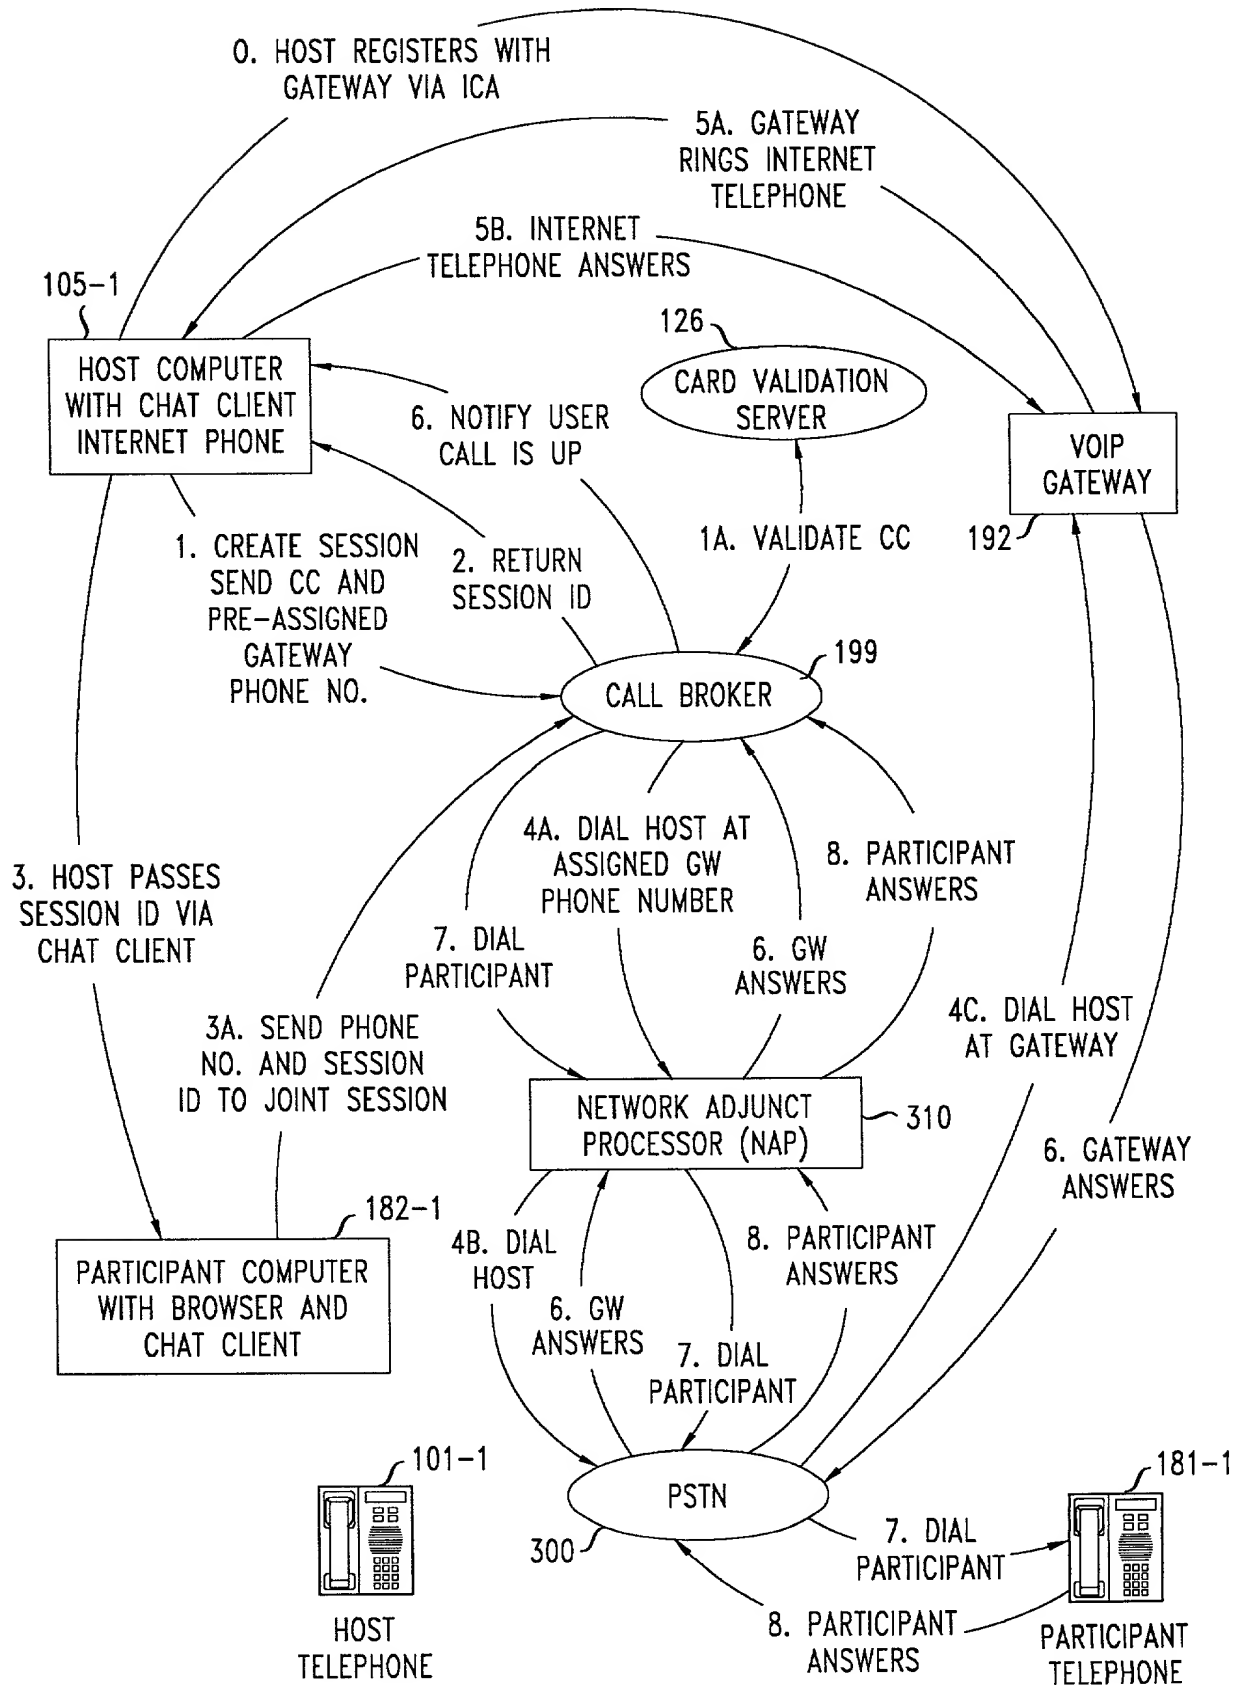 0. HOST REGISTERS WITH
GATEWAY VIA ICA
5A. GATEWAY
RINGS INTERNET
TELEPHONE
5B. INTERNET
TELEPHONE ANSWERS
105-1
HOST COMPUTER
WITH CHAT CLIENT
INTERNET PHONE
126
CARD VALIDATION
SERVER
6. NOTIFY USER
CALL IS UP
VOIP
GATEWAY
192
1. CREATE SESSION
SEND CC AND
PRE-ASSIGNED
GATEWAY
PHONE NO.
2. RETURN
SESSION ID
1A. VALIDATE CC
199
CALL BROKER
3. HOST PASSES
SESSION ID VIA
CHAT CLIENT
4A. DIAL HOST AT
ASSIGNED GW
PHONE NUMBER
8. PARTICIPANT
ANSWERS
7. DIAL
PARTICIPANT
6. GW
ANSWERS
3A. SEND PHONE
NO. AND SESSION
ID TO JOINT SESSION
4C. DIAL HOST
AT GATEWAY
NETWORK ADJUNCT
PROCESSOR (NAP)
310
6. GATEWAY
ANSWERS
182-1
PARTICIPANT COMPUTER
WITH BROWSER AND
CHAT CLIENT
4B. DIAL
HOST
6. GW
ANSWERS
8. PARTICIPANT
ANSWERS
7. DIAL
PARTICIPANT
101-1
HOST
TELEPHONE
PSTN
300
7. DIAL
PARTICIPANT
8. PARTICIPANT
ANSWERS
181-1
PARTICIPANT
TELEPHONE